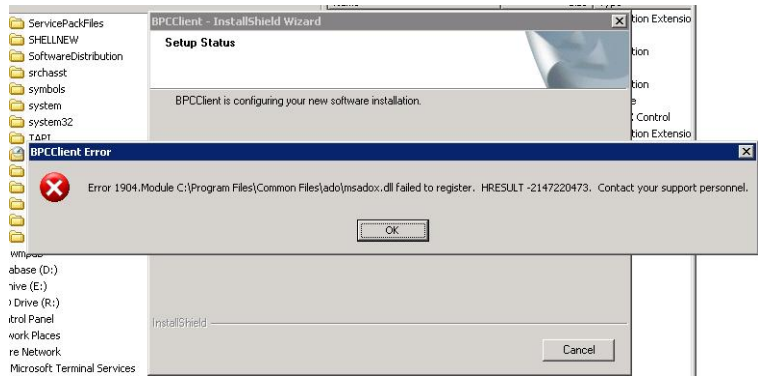 ServicePackFiles
SHELLNEW
SoftwareDistribution
srchasst
symbols
system
system32
TAPI
BPCClient - InstallShield Wizard
Setup Status
BPCClient is configuring your new software installation.
tion Extensio
tion
tion
e
Control
tion Extensio
BPCClient Error
Error 1904.Module C:\Program Files\Common Files\ado\msadox.dll failed to register. HRESULT -2147220473. Contact your support personnel.
OK
abase (D:)
hive (E:)
Drive (R:)
trol Panel
work Places
re Network
Microsoft Terminal Services
InstallShield
Cancel